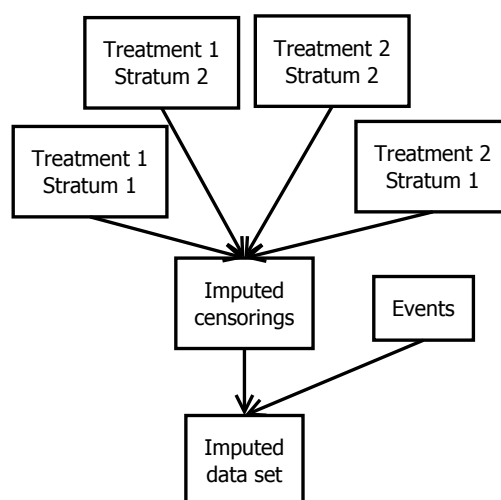 Treatment 1
Stratum 2
Treatment 2
Stratum 2
Treatment 1
Stratum 1
Treatment 2
Stratum 1
Imputed
censorings
Events
Imputed
data set